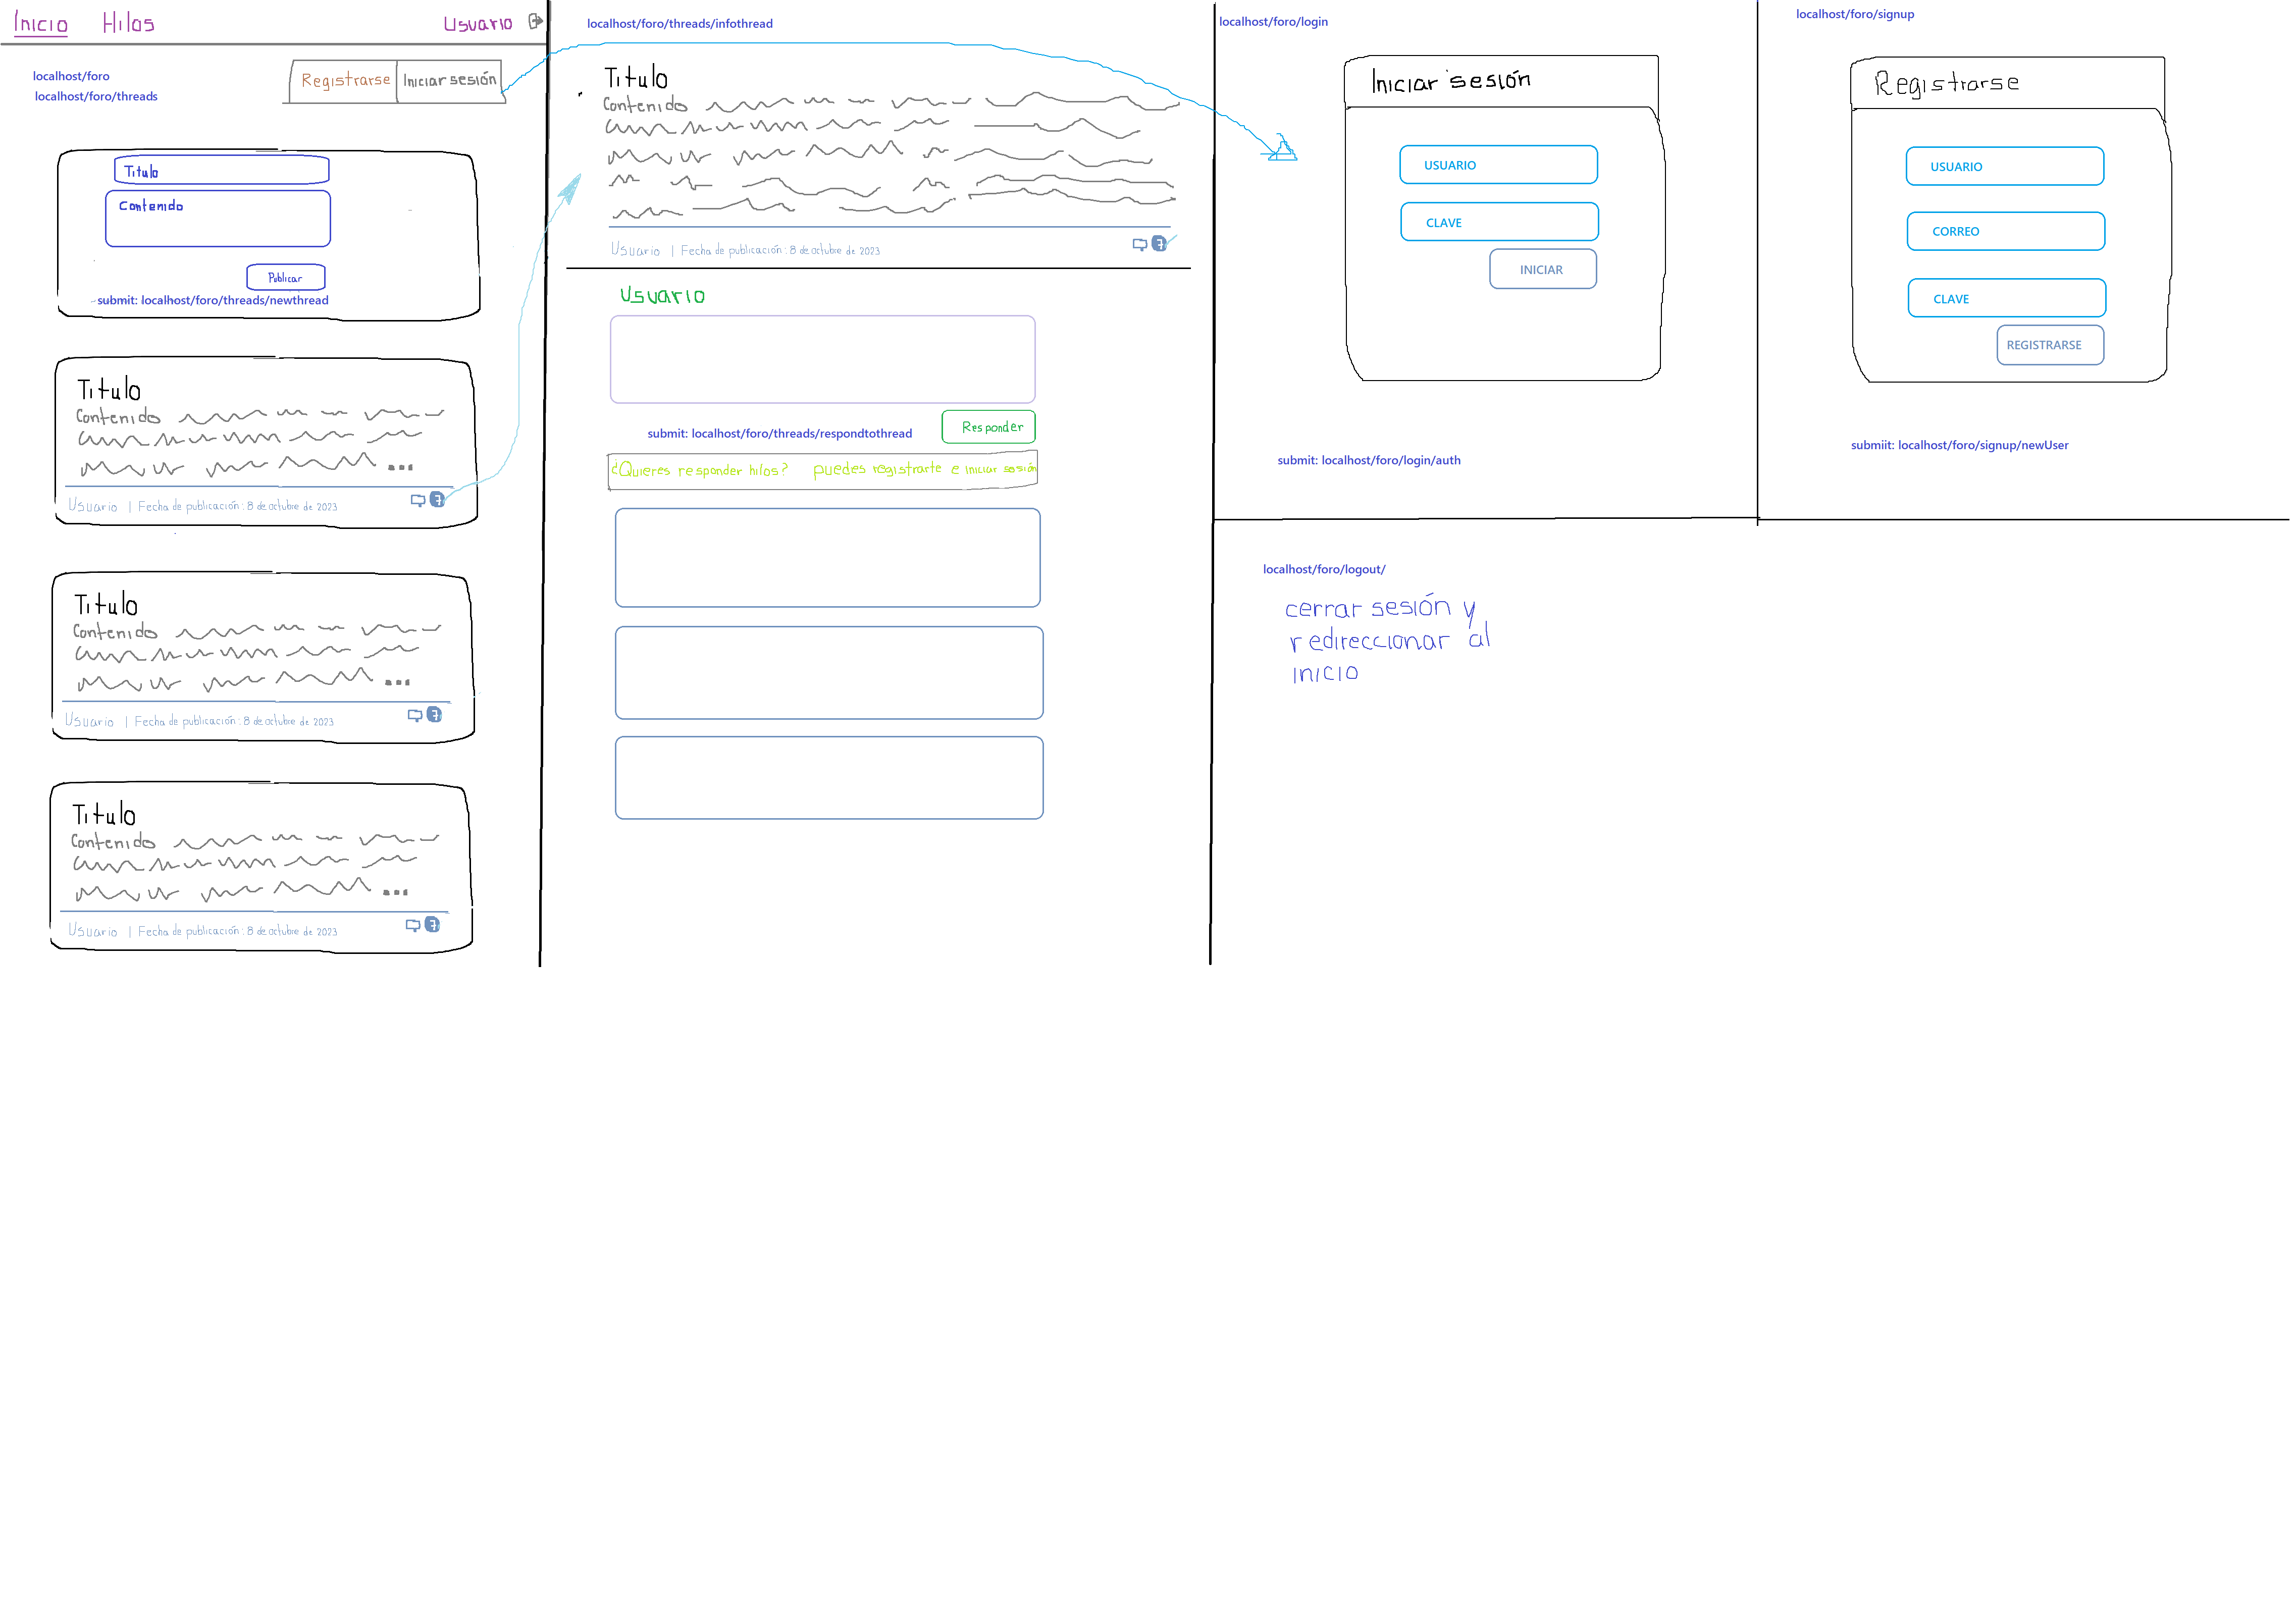 Inicio Hilos Usuario
localhost/foro
localhost/foro/threads
Registrarse Iniciar sesión
Titulo
Contenido
Publicar
submit: localhost/foro/threads/newthread
Titulo
Contenido
...
Usuario | Fecha de publicación: 8 de octubre de 2023 7
Titulo
Contenido
...
Usuario | Fecha de publicación: 8 de octubre de 2023 7
Titulo
Contenido
...
Usuario | Fecha de publicación: 8 de octubre de 2023 7
localhost/foro/threads/infothread
Titulo
Contenido
Usuario | Fecha de publicación: 8 de octubre de 2023 7
Usuario
submit: localhost/foro/threads/respondtothread
Responder
¿Quieres responder hilos? puedes registrarte e iniciar sesión
localhost/foro/login
Iniciar sesión
USUARIO
CLAVE
INICIAR
submit: localhost/foro/login/auth
localhost/foro/signup
Registrarse
USUARIO
CORREO
CLAVE
REGISTRARSE
submiit: localhost/foro/signup/newUser
localhost/foro/logout/
cerrar sesión y
redireccionar al
inicio